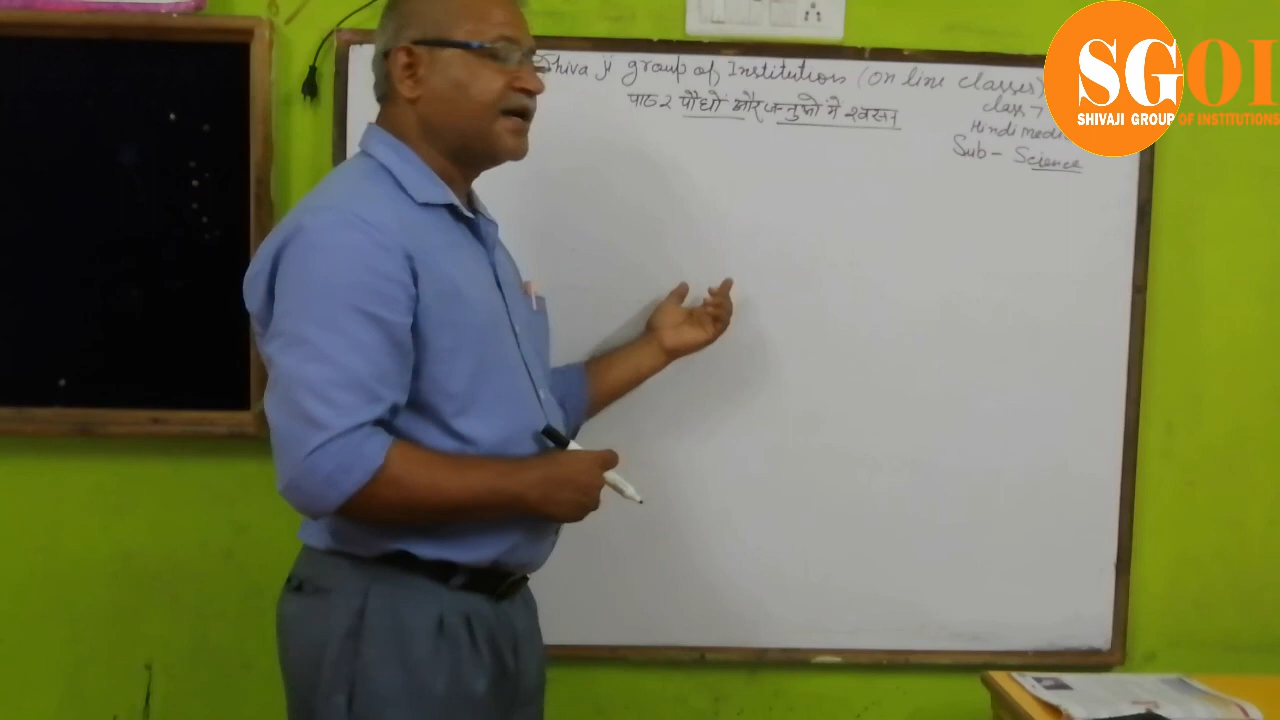 Shiva ji group of Institution (on line classes)
पाठ २ पौधों और जन्तुओ मे श्वसन
class 7
Hindi medi
Sub - Science
SGOI
SHIVAJI GROUP OF INSTITUTIONS